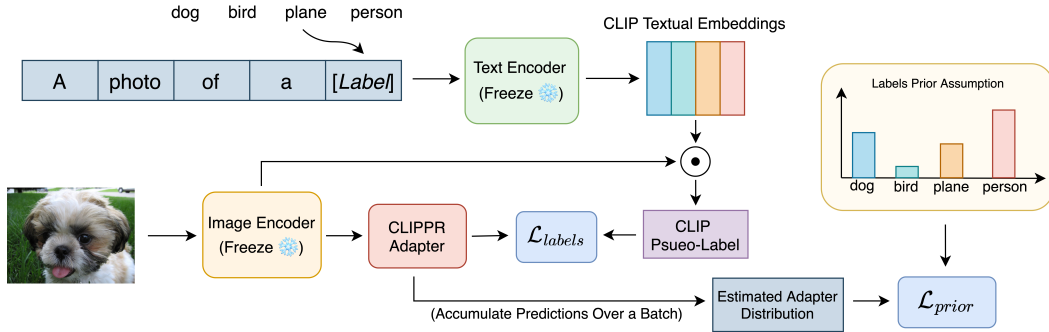 dog bird plane person
A photo of a [Label]
Text Encoder
(Freeze ❄️)
CLIP Textual Embeddings
Labels Prior Assumption
dog bird plane person
Image Encoder
(Freeze ❄️)
CLIPPR
Adapter
ℒlabels
CLIP
Psueo-Label
(Accumulate Predictions Over a Batch)
Estimated Adapter
Distribution
ℒprior